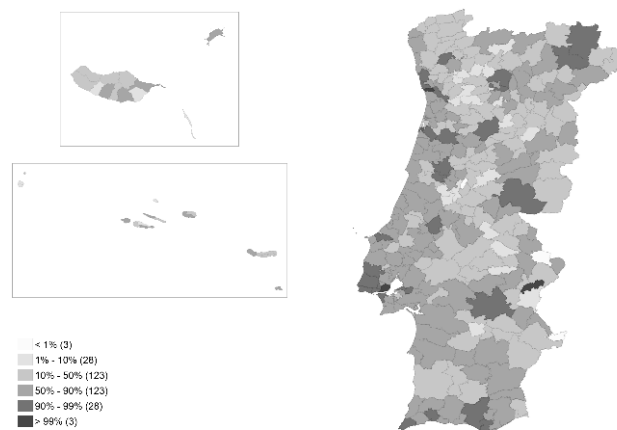 < 1% (3)
1% - 10% (28)
10% - 50% (123)
50% - 90% (123)
90% - 99% (28)
> 99% (3)